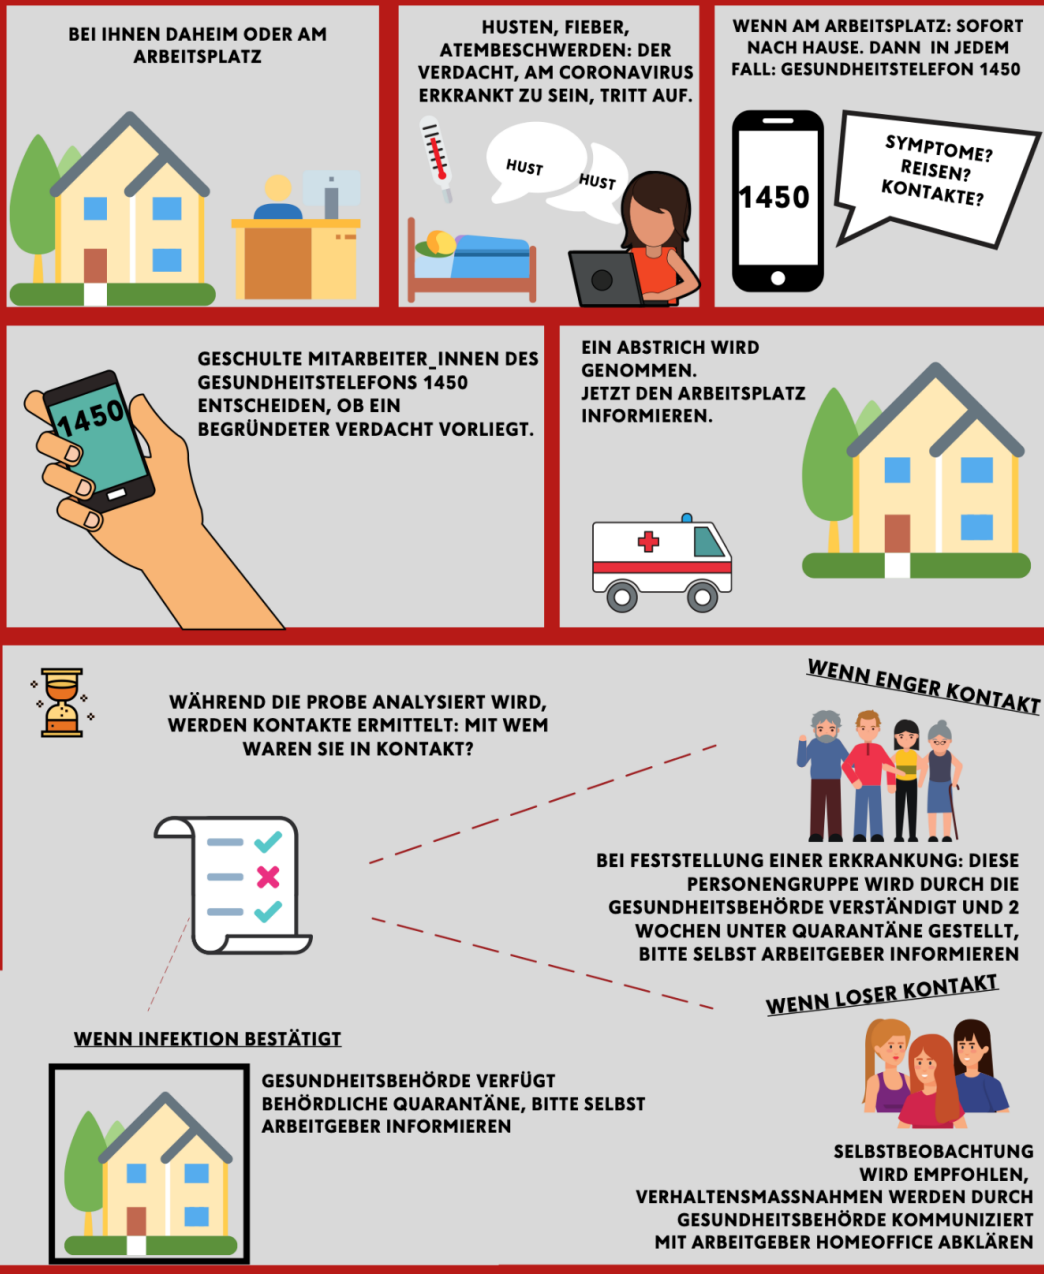 BEI IHNEN DAHEIM ODER AM
ARBEITSPLATZ
HUSTEN, FIEBER,
ATEMBESCHWERDEN: DER
VERDACHT, AM CORONAVIRUS
ERKRANKT ZU SEIN, TRITT AUF.
HUST
HUST
WENN AM ARBEITSPLATZ: SOFORT
NACH HAUSE. DANN IN JEDEM
FALL: GESUNDHEITSTELEFON 1450
1450
SYMPTOME?
REISEN?
KONTAKTE?
1450
GESCHULTE MITARBEITER_INNEN DES
GESUNDHEITSTELEFONS 1450
ENTSCHEIDEN, OB EIN
BEGRÜNDETER VERDACHT VORLIEGT.
EIN ABSTRICH WIRD
GENOMMEN.
JETZT DEN ARBEITSPLATZ
INFORMIEREN.
WÄHREND DIE PROBE ANALYSIERT WIRD,
WERDEN KONTAKTE ERMITTELT: MIT WEM
WAREN SIE IN KONTAKT?
WENN ENGER KONTAKT
BEI FESTSTELLUNG EINER ERKRANKUNG: DIESE
PERSONENGRUPPE WIRD DURCH DIE
GESUNDHEITSBEHÖRDE VERSTÄNDIGT UND 2
WOCHEN UNTER QUARANTÄNE GESTELLT,
BITTE SELBST ARBEITGEBER INFORMIEREN
WENN LOSER KONTAKT
SELBSTBEOBACHTUNG
WIRD EMPFOHLEN,
VERHALTENSMASSNAHMEN WERDEN DURCH
GESUNDHEITSBEHÖRDE KOMMUNIZIERT
MIT ARBEITGEBER HOMEOFFICE ABKLÄREN
WENN INFEKTION BESTÄTIGT
GESUNDHEITSBEHÖRDE VERFÜGT
BEHÖRDLICHE QUARANTÄNE, BITTE SELBST
ARBEITGEBER INFORMIEREN